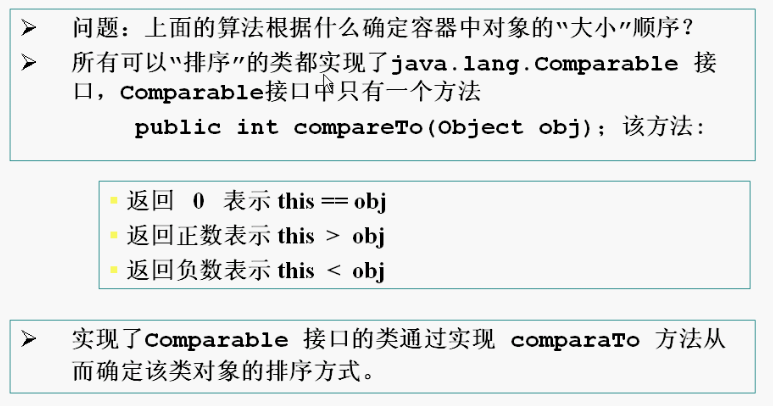 问题：上面的算法根据什么确定容器中对象的“大小”顺序？
所有可以“排序”的类都实现了java.lang.Comparable 接
口，Comparable接口中只有一个方法
public int compareTo(Object obj)；该方法:
返回 0 表示 this == obj
返回正数表示 this > obj
返回负数表示 this < obj
实现了Comparable 接口的类通过实现 comparaTo 方法从
而确定该类对象的排序方式。